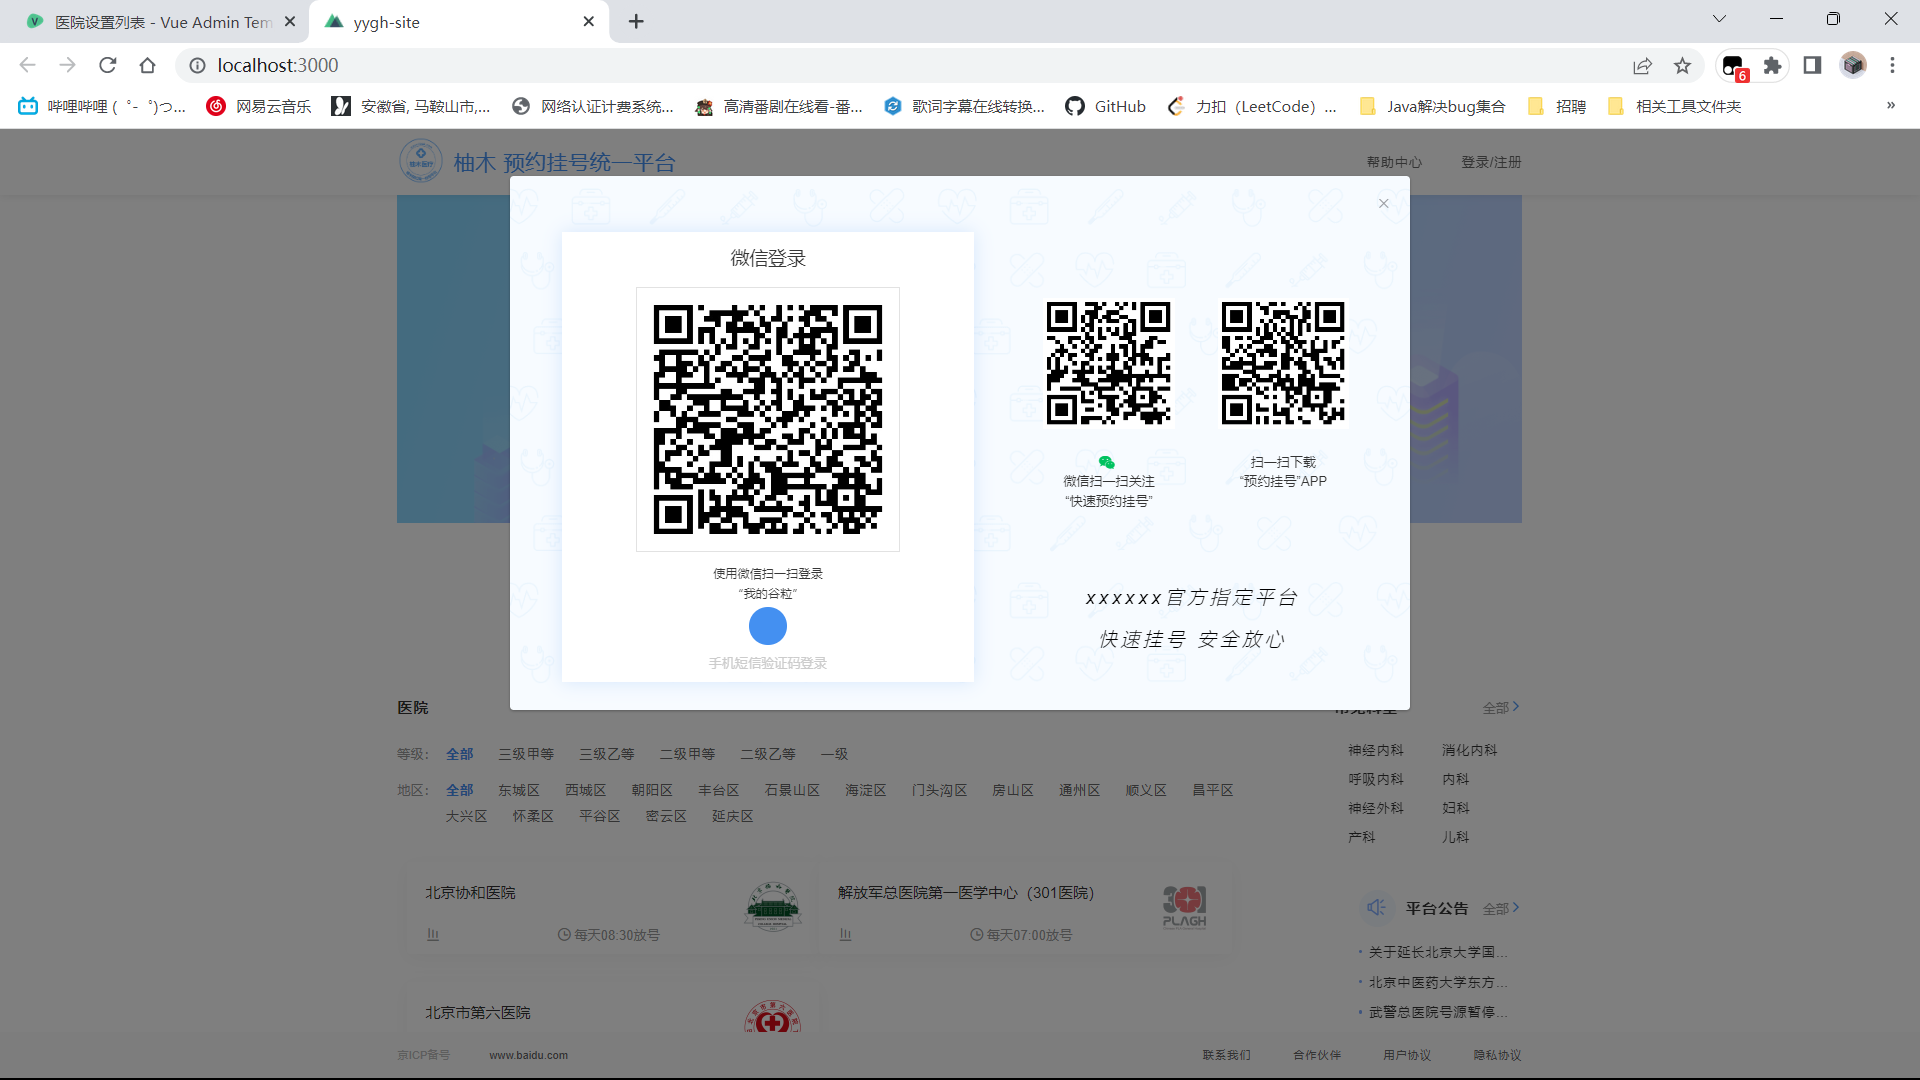 医院设置列表 - Vue Admin Tem
yygh-site
localhost:3000
6
哔哩哔哩 (゜-゜)つ...
网易云音乐
安徽省, 马鞍山市,...
网络认证计费系统...
高清番剧在线看-番...
歌词字幕在线转换...
GitHub
力扣（LeetCode）...
Java解决bug集合
招聘
相关工具文件夹
»
柚木 预约挂号统一平台
帮助中心
登录/注册
微信登录
使用微信扫一扫登录
“我的谷粒”
手机短信验证码登录
微信扫一扫关注
“快速预约挂号”
扫一扫下载
“预约挂号”APP
xxxxxx官方指定平台
快速挂号 安全放心
医院
全部
等级: 全部 三级甲等 三级乙等 二级甲等 二级乙等 一级
地区: 全部 东城区 西城区 朝阳区 丰台区 石景山区 海淀区 门头沟区 房山区 通州区 顺义区 昌平区
大兴区 怀柔区 平谷区 密云区 延庆区
神经内科 消化内科
呼吸内科 内科
神经外科 妇科
产科 儿科
北京协和医院
每天08:30放号
解放军总医院第一医学中心（301医院）
每天07:00放号
301
PLAGH
平台公告 全部
关于延长北京大学国...
北京中医药大学东方...
武警总医院号源暂停...
北京市第六医院
京ICP备号
www.baidu.com
联系我们
合作伙伴
用户协议
隐私协议